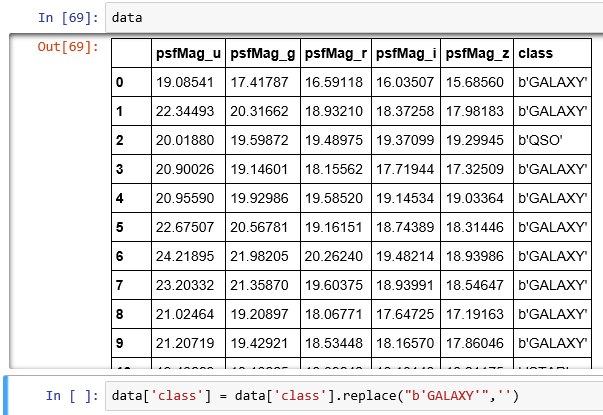 In [69]: data
Out[69]:
psfMag_u psfMag_g psfMag_r psfMag_i psfMag_z class
0 19.08541 17.41787 16.59118 16.03507 15.68560 b'GALAXY'
1 22.34493 20.31662 18.93210 18.37258 17.98183 b'GALAXY'
2 20.01880 19.59872 19.48975 19.37099 19.29945 b'QSO'
3 20.90026 19.14601 18.15562 17.71944 17.32509 b'GALAXY'
4 20.95590 19.92986 19.58520 19.14534 19.03364 b'GALAXY'
5 22.67507 20.56781 19.16151 18.74389 18.31446 b'GALAXY'
6 24.21895 21.98205 20.26240 19.48214 18.93986 b'GALAXY'
7 23.20332 21.35870 19.60375 18.93991 18.54647 b'GALAXY'
8 21.02464 19.20897 18.06771 17.64725 17.19163 b'GALAXY'
9 21.20719 19.42921 18.53448 18.16570 17.86046 b'GALAXY'
In [ ]: data['class'] = data['class'].replace("b'GALAXY'",'')